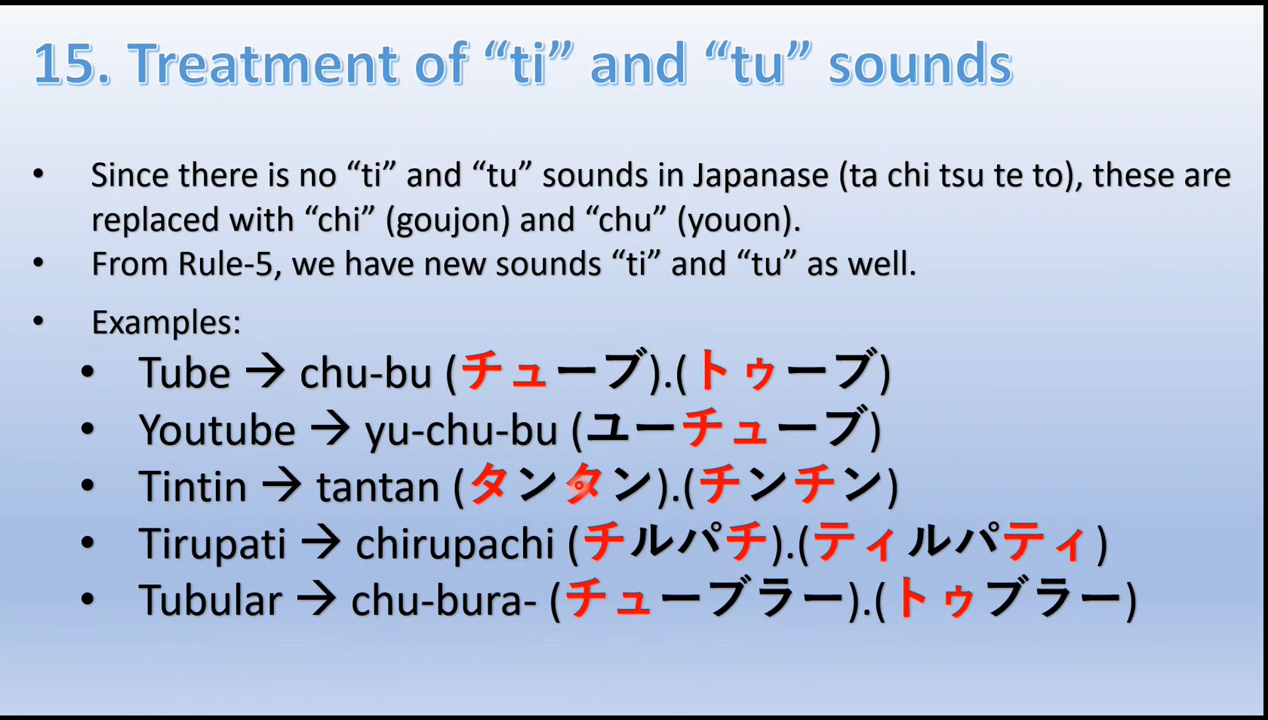 15. Treatment of “ti” and “tu” sounds
• Since there is no “ti” and “tu” sounds in Japanase (ta chi tsu te to), these are
replaced with “chi” (goujon) and “chu” (youon).
• From Rule-5, we have new sounds “ti” and “tu” as well.
• Examples:
• Tube → chu-bu (チューブ).(トゥーブ)
• Youtube → yu-chu-bu (ユーチューブ)
• Tintin → tantan (タンタン).(チンチン)
• Tirupati → chirupachi (チルパチ).(ティルパティ)
• Tubular → chu-bura- (チューブラー).(トゥブラー)